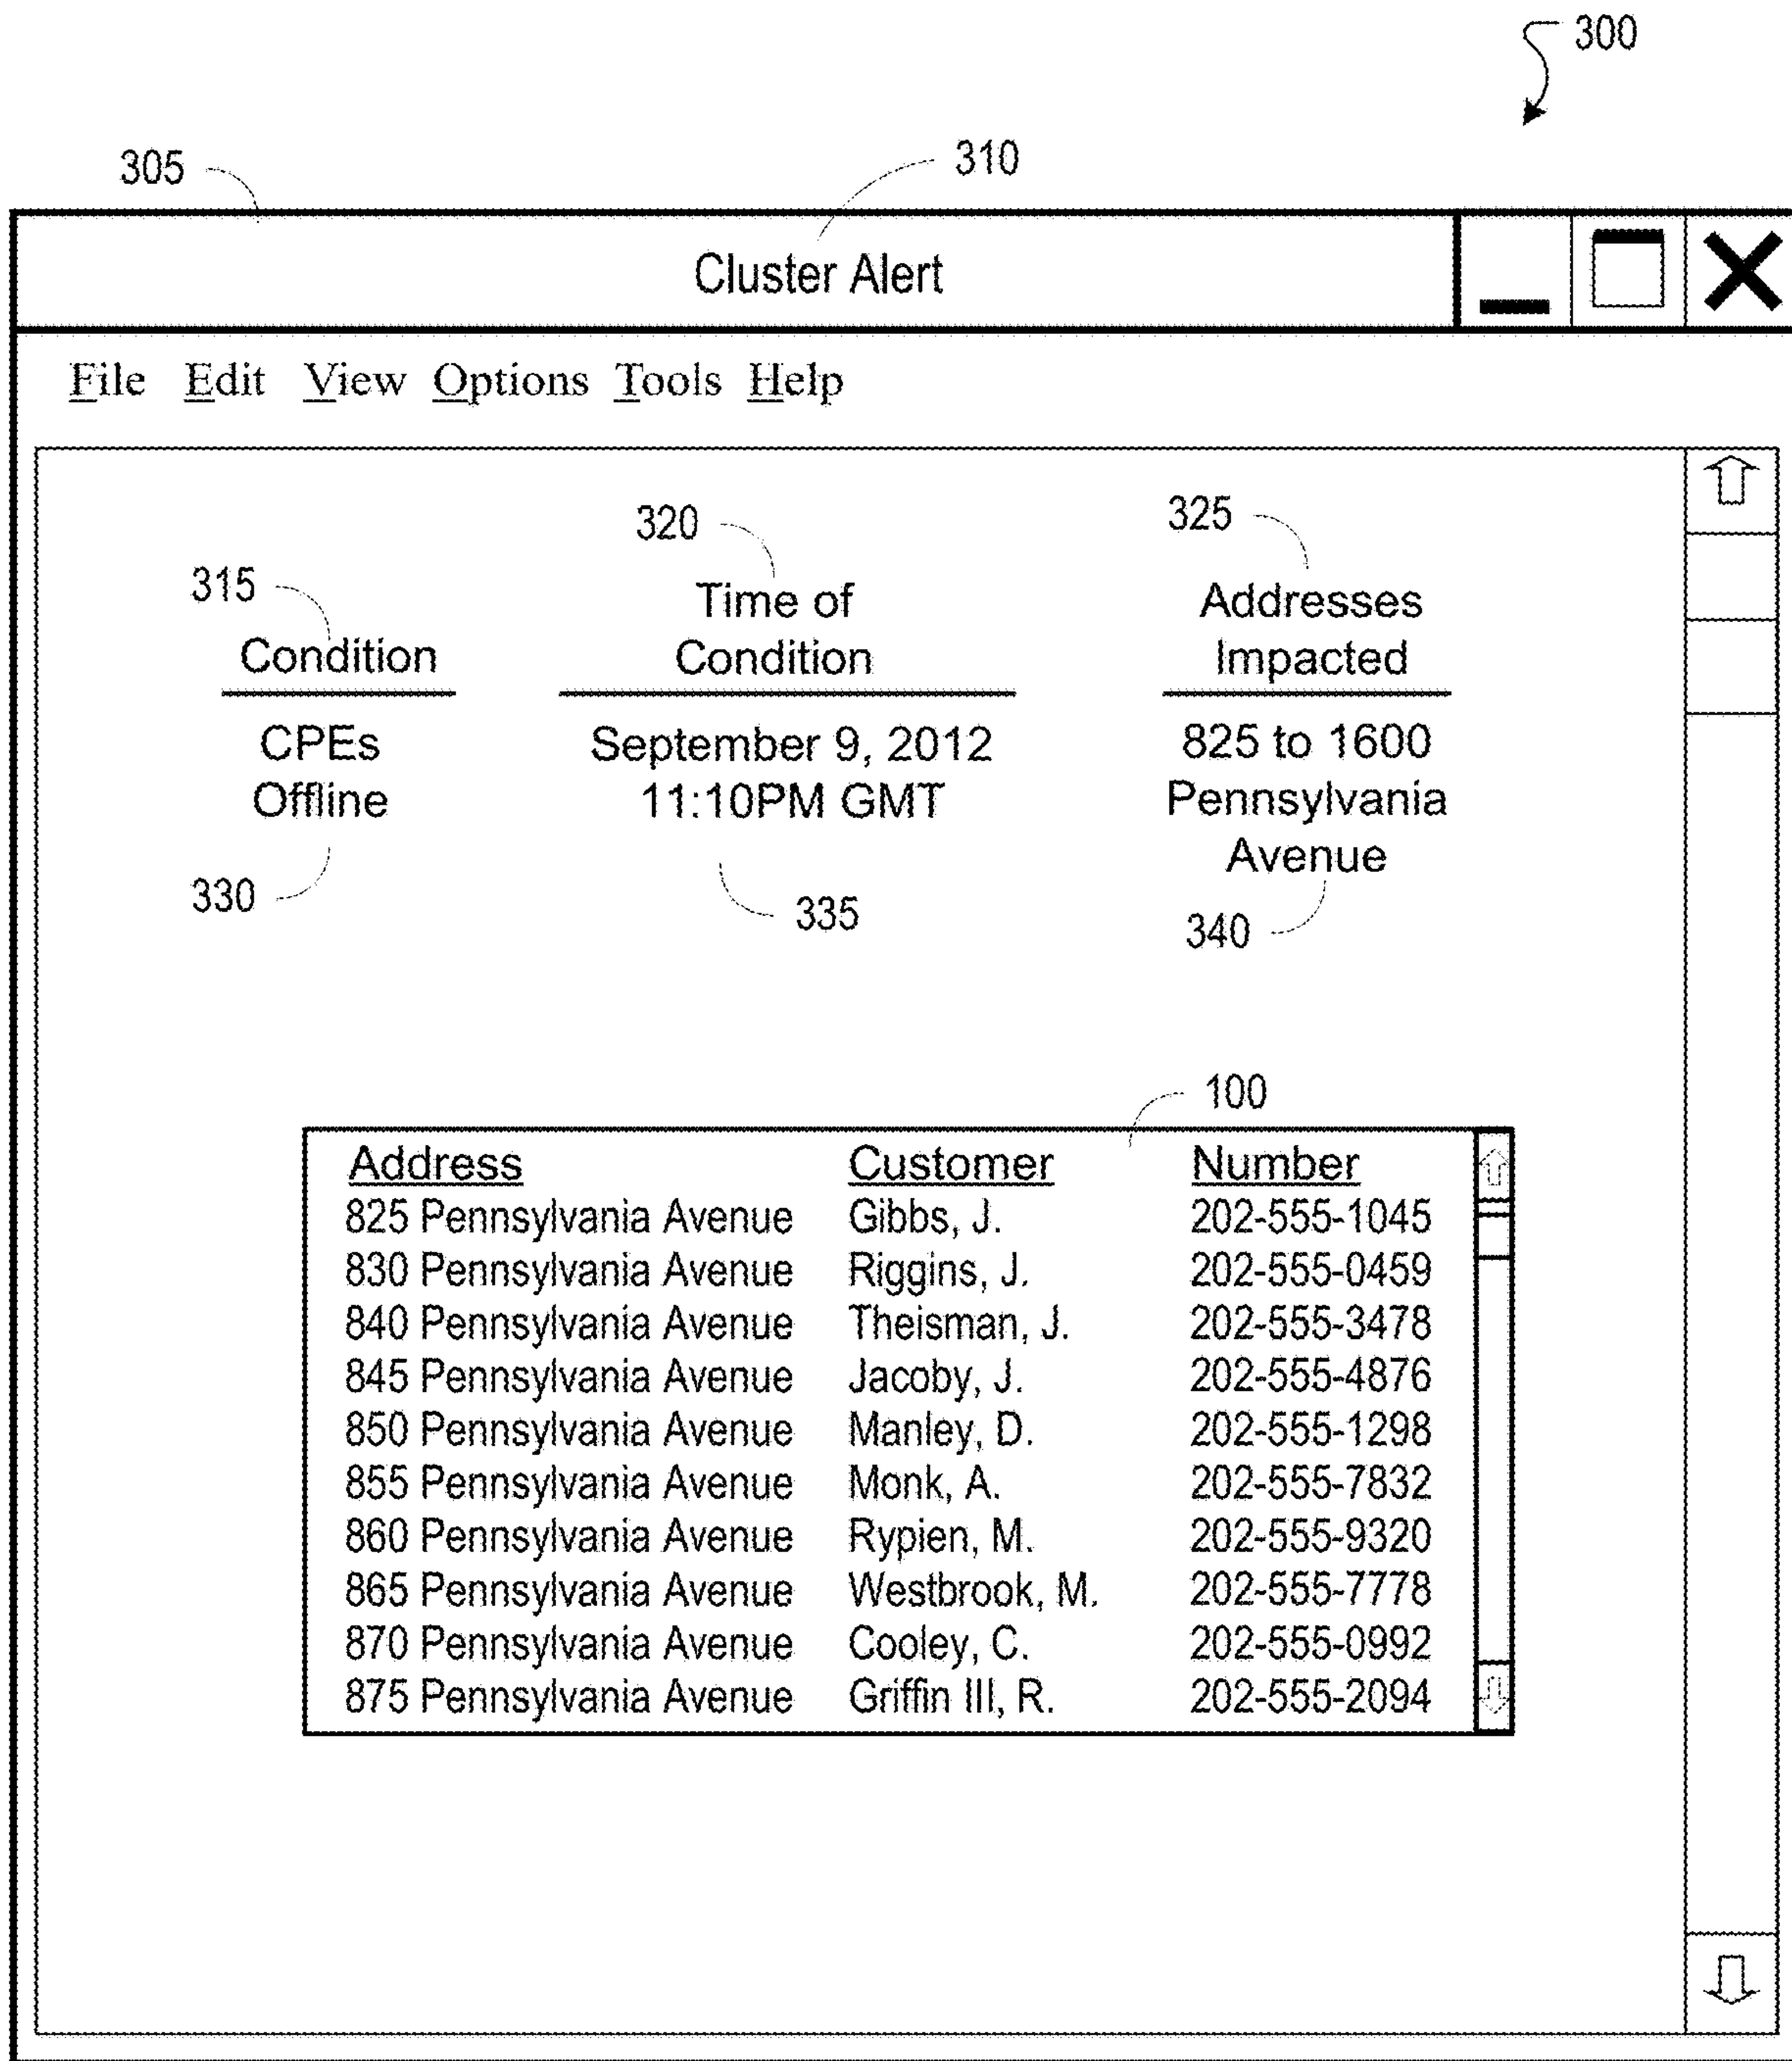 300
305
310
Cluster Alert
File Edit View Options Tools Help
320
325
315
Time of
Addresses
Condition
Condition
Impacted
CPEs
September 9, 2012
825 to 1600
Offline
11:10PM GMT
Pennsylvania
Avenue
330
335
340
100
Address Customer Number
825 Pennsylvania Avenue Gibbs, J. 202-555-1045
830 Pennsylvania Avenue Riggins, J. 202-555-0459
840 Pennsylvania Avenue Theisman, J. 202-555-3478
845 Pennsylvania Avenue Jacoby, J. 202-555-4876
850 Pennsylvania Avenue Manley, D. 202-555-1298
855 Pennsylvania Avenue Monk, A. 202-555-7832
860 Pennsylvania Avenue Rypien, M. 202-555-9320
865 Pennsylvania Avenue Westbrook, M. 202-555-7778
870 Pennsylvania Avenue Cooley, C. 202-555-0992
875 Pennsylvania Avenue Griffin III, R. 202-555-2094